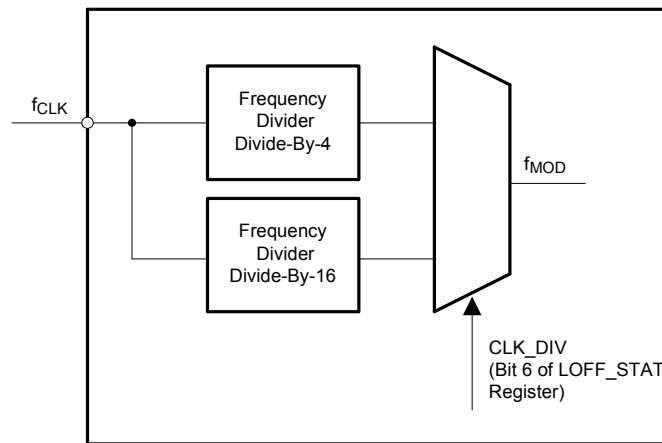 fCLK
Frequency
Divider
Divide-By-4
fMOD
Frequency
Divider
Divide-By-16
CLK_DIV
(Bit 6 of LOFF_STAT
Register)